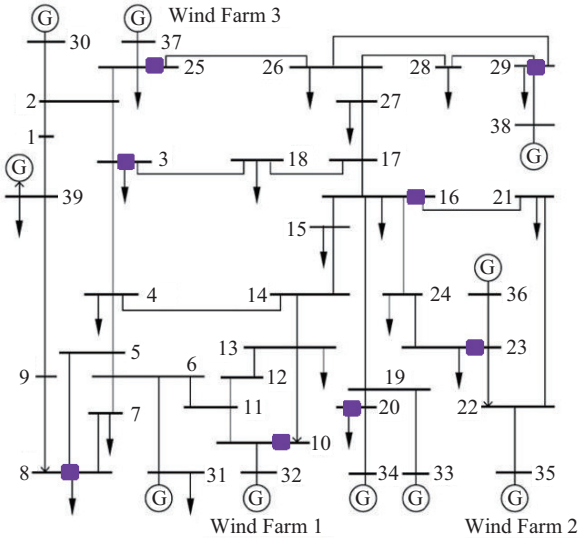 G Wind Farm 3 G
30 37
25 26 28 29
2 27
1 38
3 18 17 G
G
39 16 21
15
G
4 14 24 36
5 13 23
9 6 12 19
7 11 20 22
8 10
31 32 34 33 35
G G G G G
Wind Farm 1 Wind Farm 2